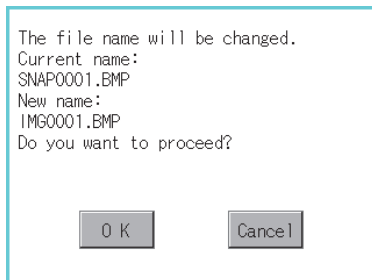 The file name will be changed.
Current name:
SNAP0001.BMP
New name:
IMG0001.BMP
Do you want to proceed?
OK Cancel